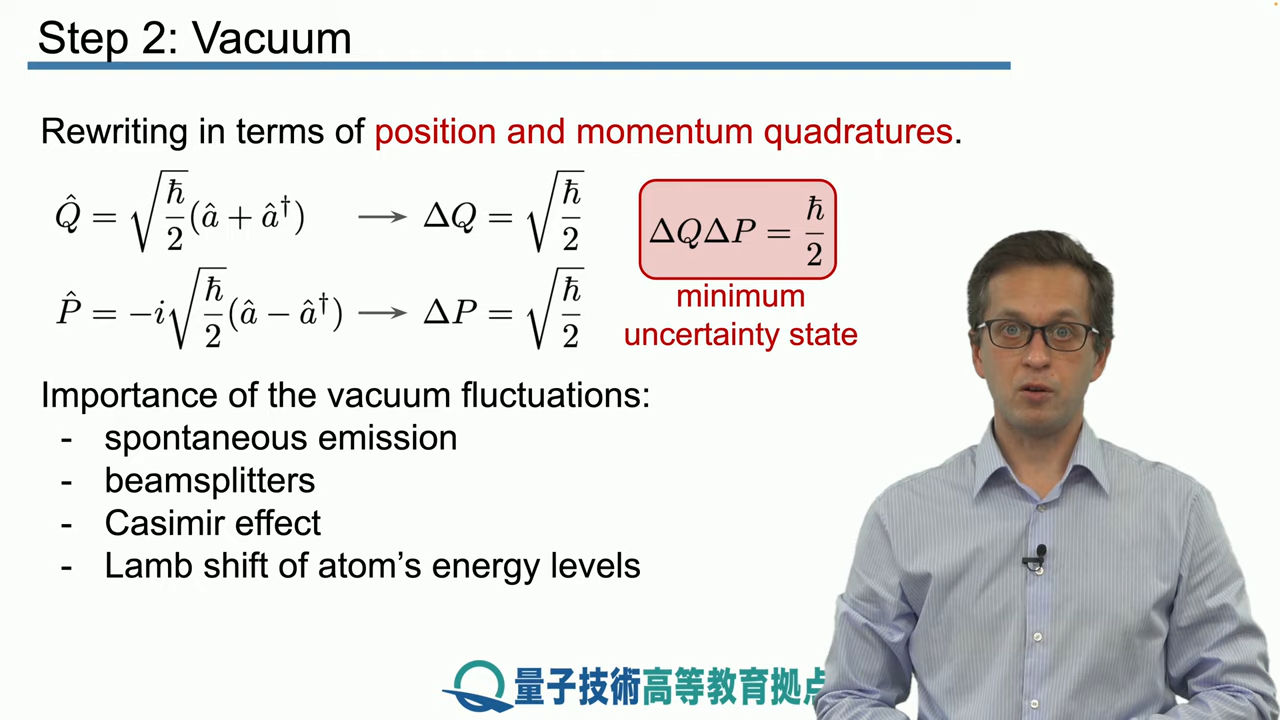 Step 2: Vacuum
Rewriting in terms of position and momentum quadratures.
Q̂ = √(ħ/2)(â + â†) → ΔQ = √(ħ/2)
ΔQΔP = ħ/2
P̂ = −i√(ħ/2)(â − â†) → ΔP = √(ħ/2)
minimum
uncertainty state
Importance of the vacuum fluctuations:
- spontaneous emission
- beamsplitters
- Casimir effect
- Lamb shift of atom’s energy levels
量子技術高等教育拠点